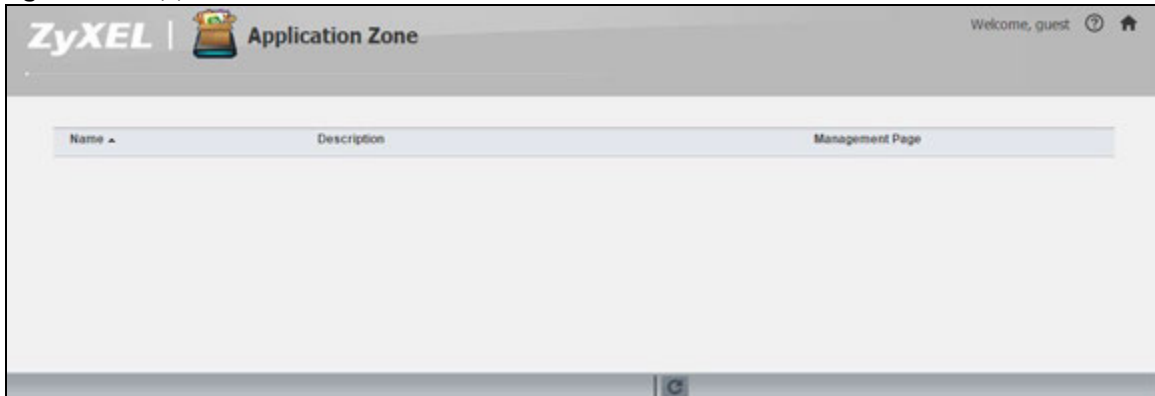 ZyXEL | Application Zone
Welcome, guest
Name Description Management Page